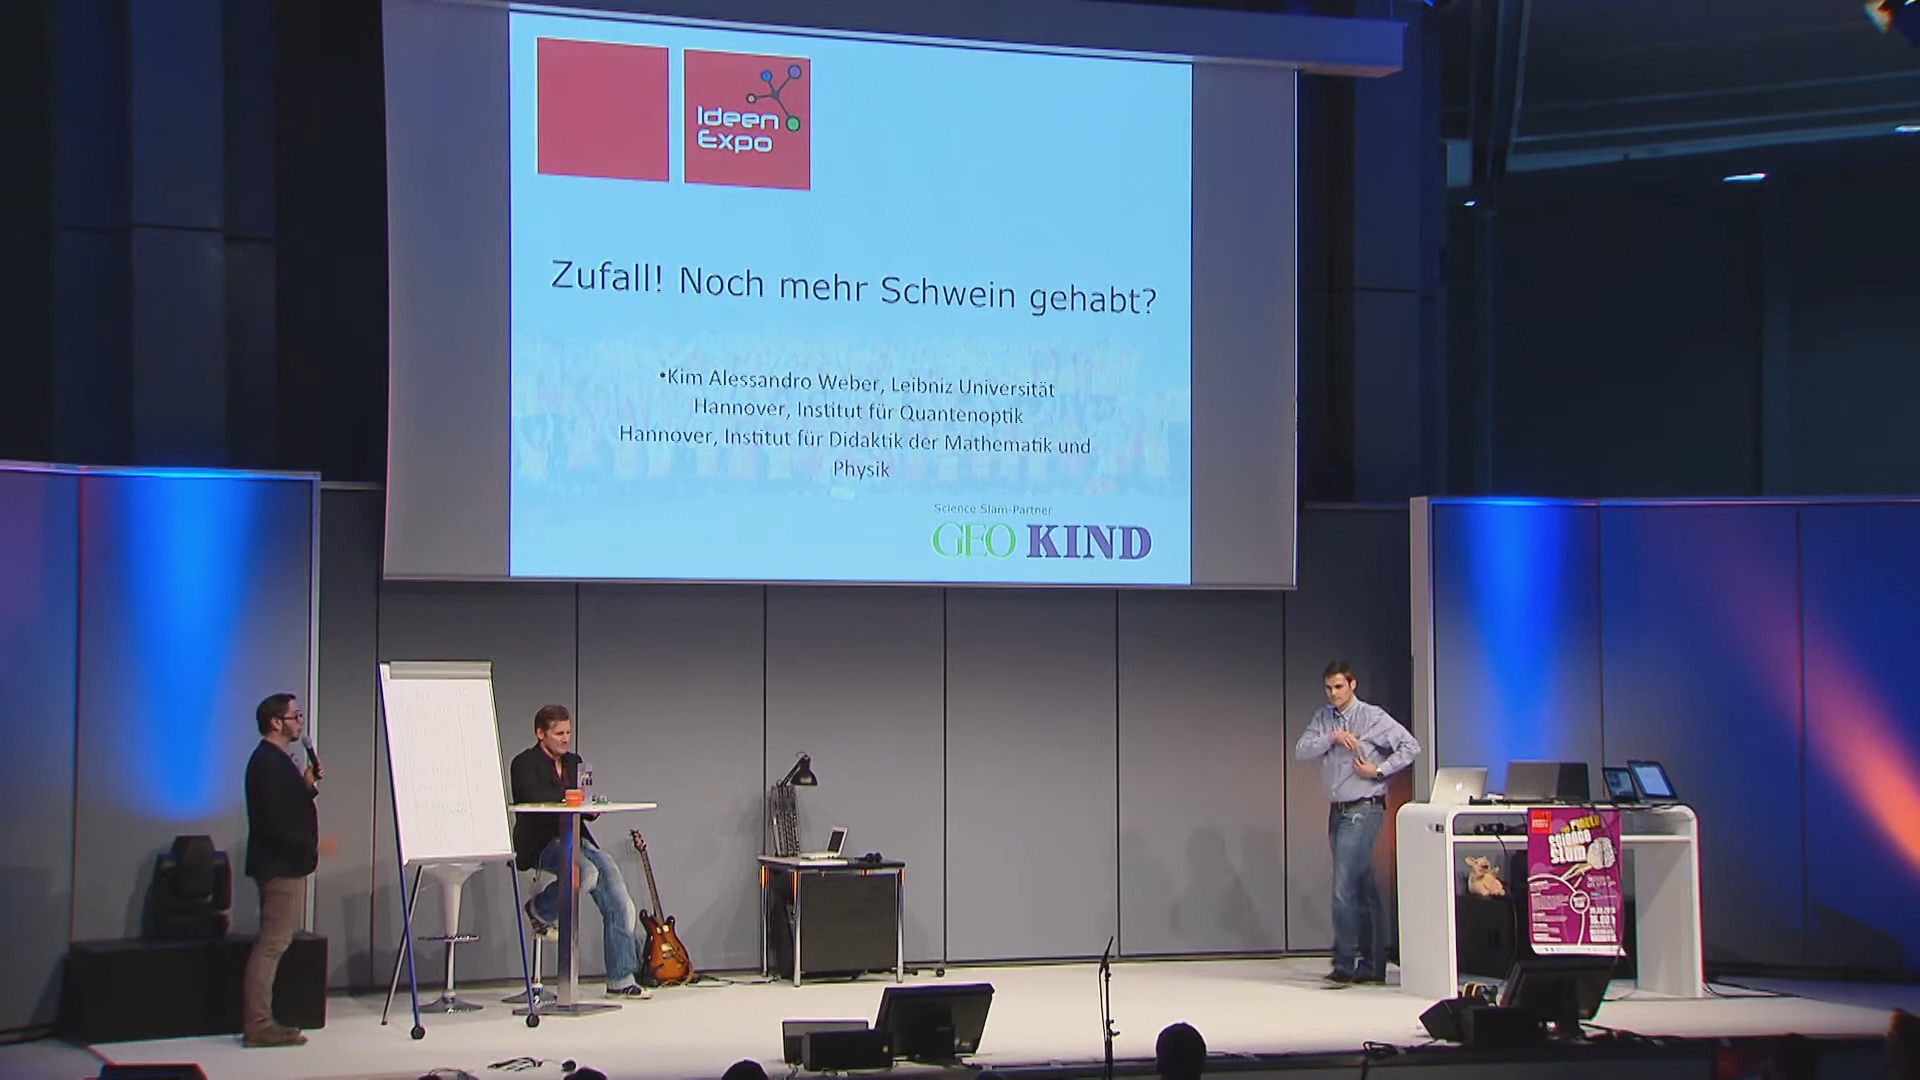 Ideen
Expo
Zufall! Noch mehr Schwein gehabt?
•Kim Alessandro Weber, Leibniz Universität
Hannover, Institut für Quantenoptik
Hannover, Institut für Didaktik der Mathematik und
Physik
Science Slam-Partner
GEO KIND
science
slam